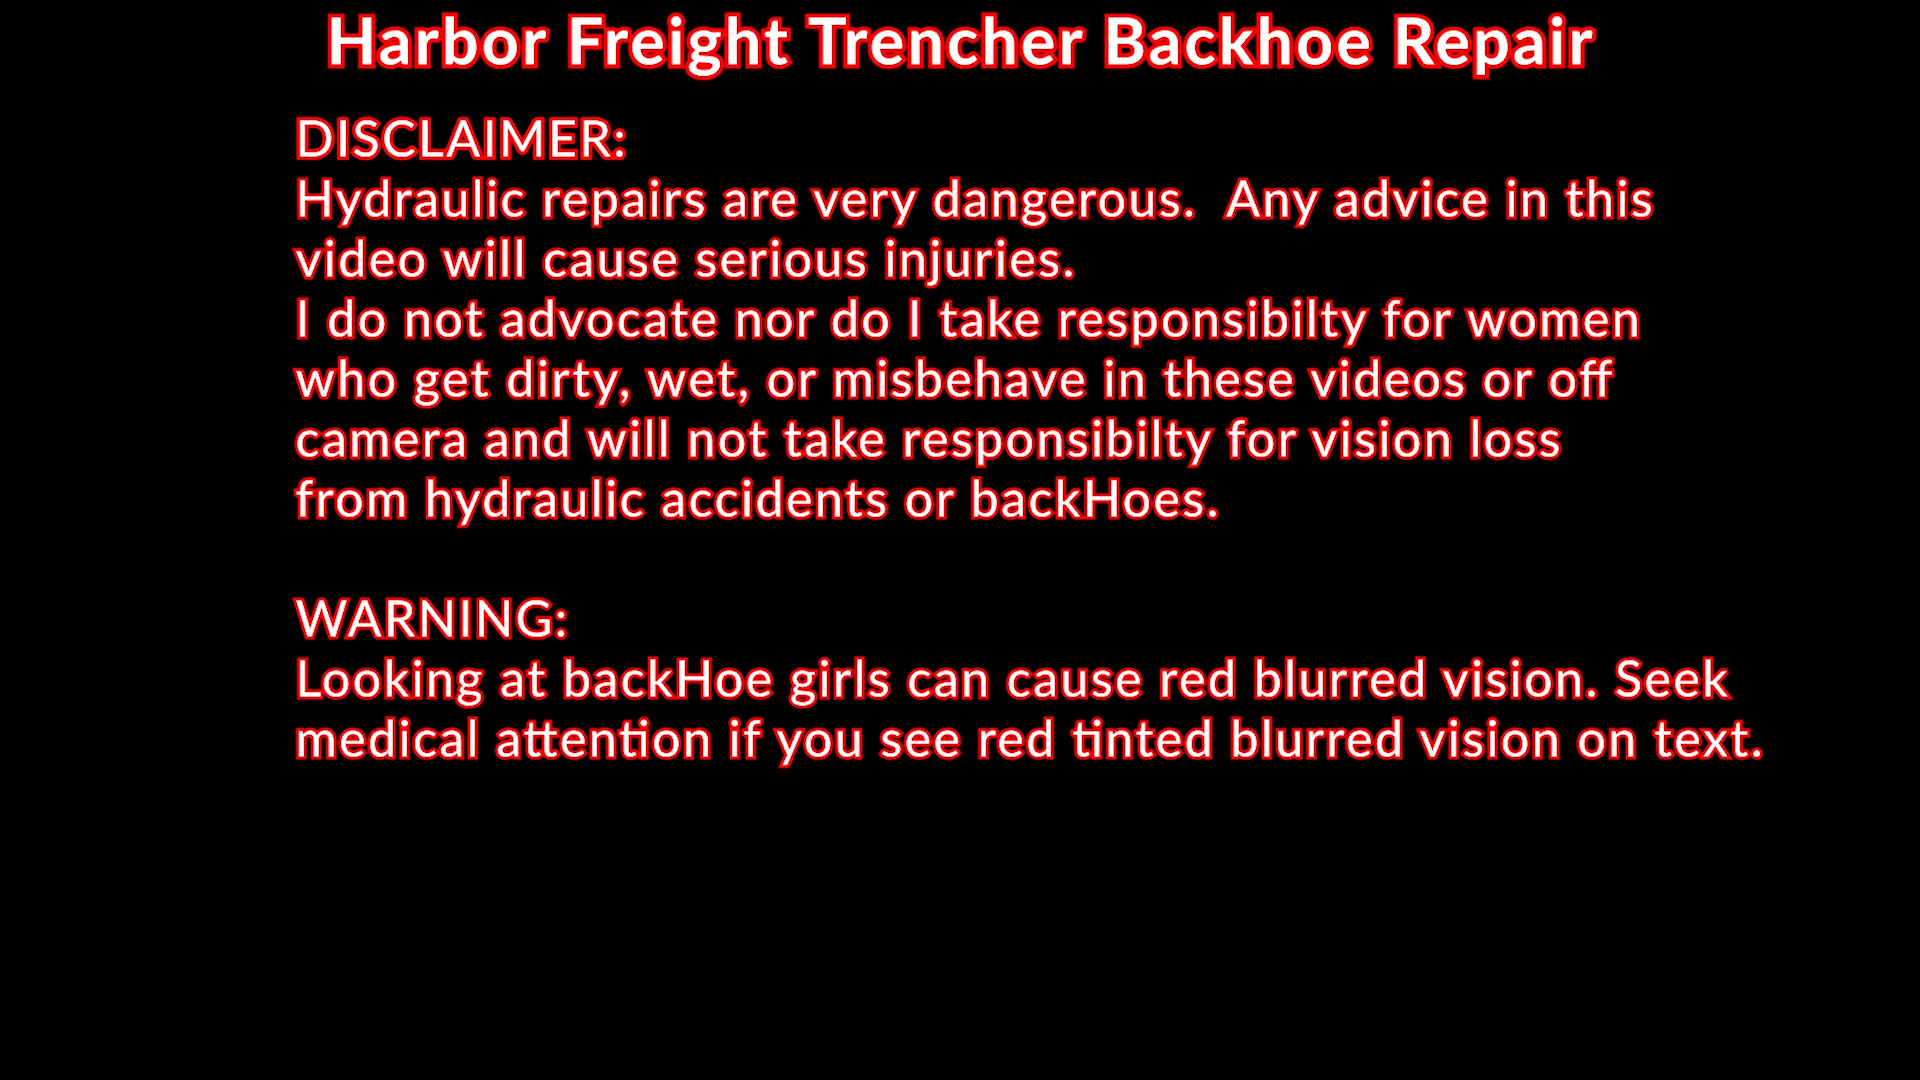 Harbor Freight Trencher Backhoe Repair
DISCLAIMER:
Hydraulic repairs are very dangerous.  Any advice in this
video will cause serious injuries.
I do not advocate nor do I take responsibilty for women
who get dirty, wet, or misbehave in these videos or off
camera and will not take responsibilty for vision loss
from hydraulic accidents or backHoes.
WARNING:
Looking at backHoe girls can cause red blurred vision. Seek
medical attention if you see red tinted blurred vision on text.